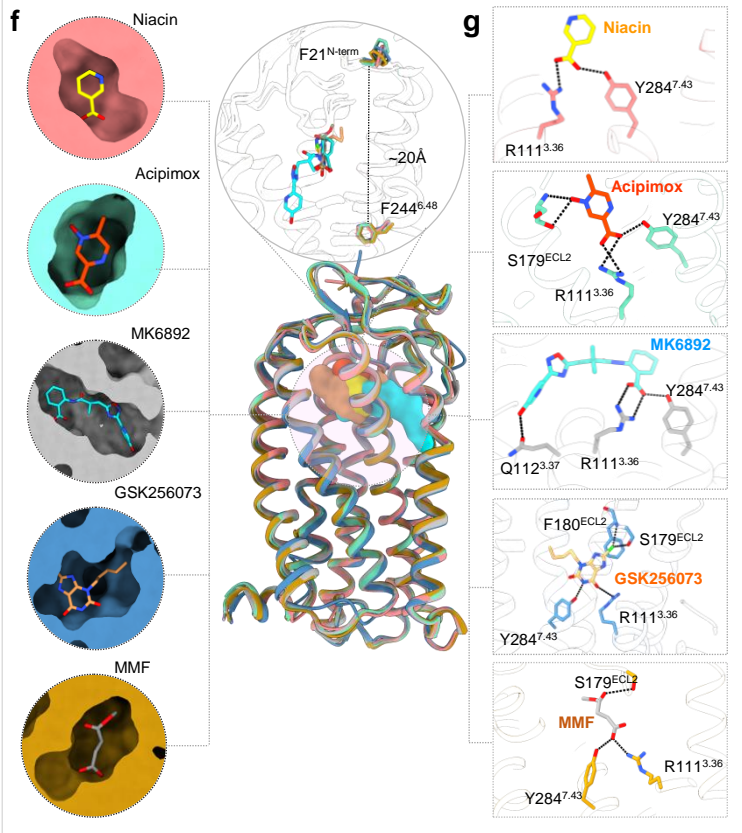 f
Niacin
Acipimox
MK6892
GSK256073
MMF
F21N-term
~20Å
F2446.48
g
Niacin
Y2847.43
R1113.36
Acipimox
Y2847.43
S179ECL2
R1113.36
MK6892
Y2847.43
Q1123.37
R1113.36
F180ECL2
S179ECL2
GSK256073
R1113.36
Y2847.43
S179ECL2
MMF
R1113.36
Y2847.43